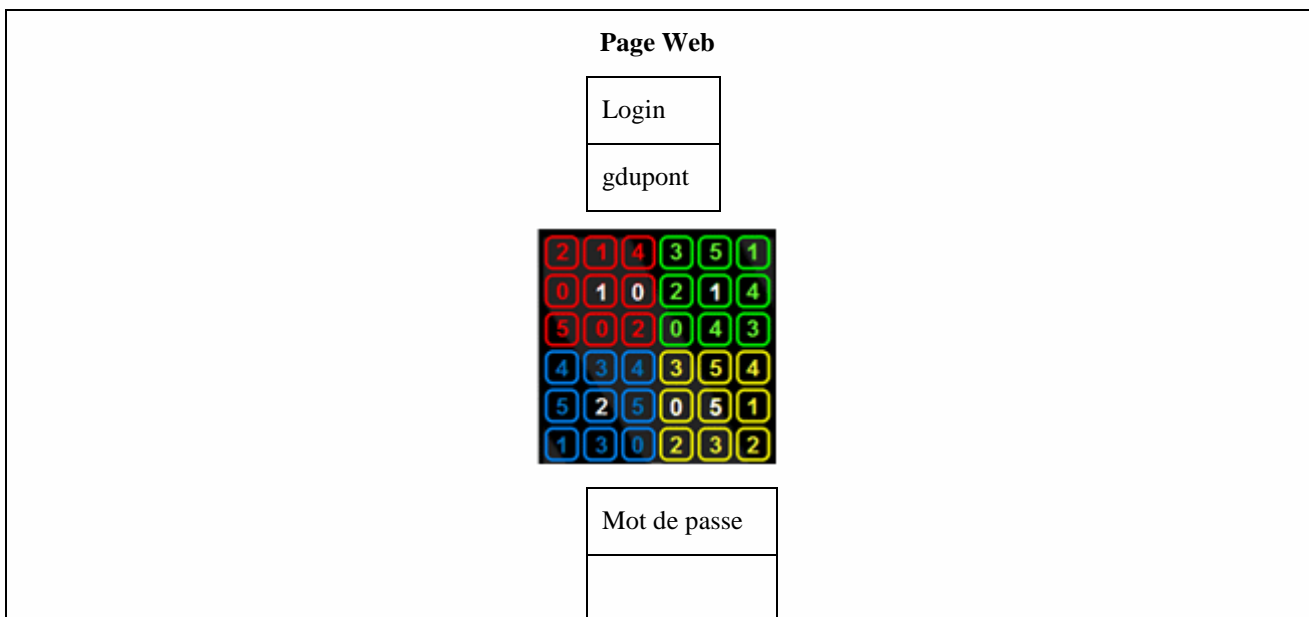 Page Web
Login
gdupont
2 1 4 3 5 1
0 1 0 2 1 4
5 0 2 0 4 3
4 3 4 3 5 4
5 2 5 0 5 1
1 3 0 2 3 2
Mot de passe